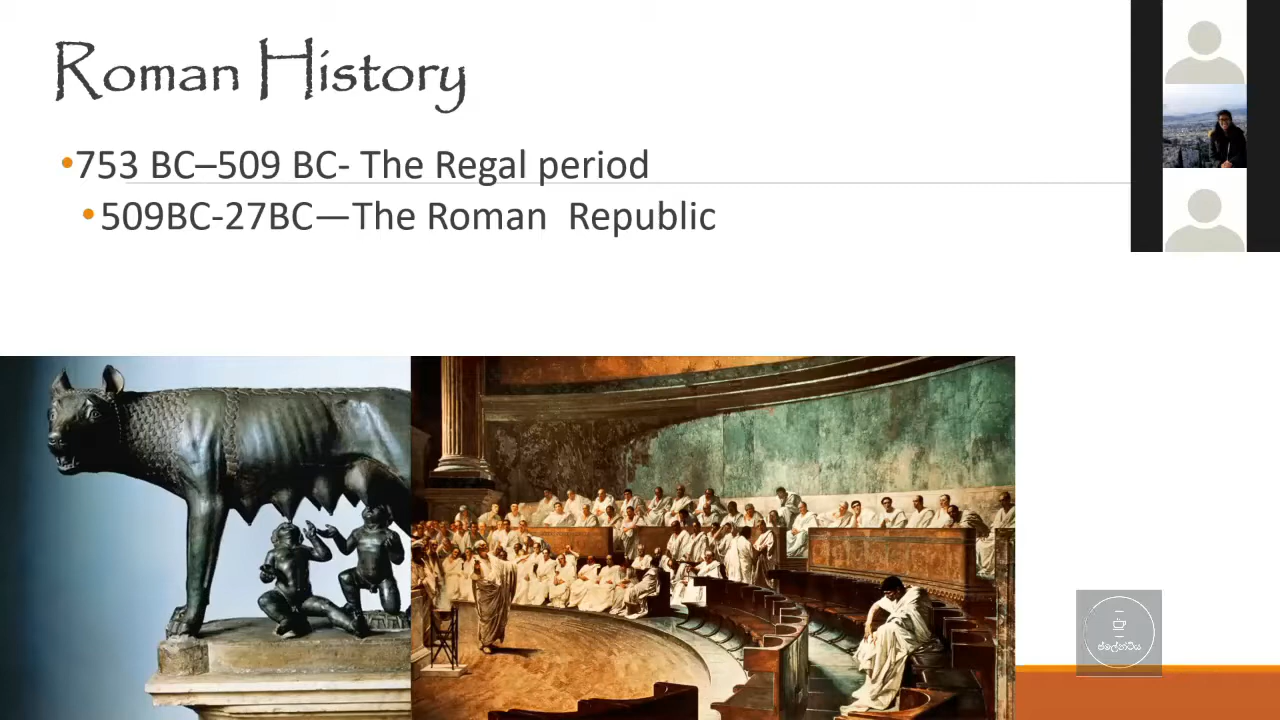 Roman History
•753 BC–509 BC- The Regal period
•509BC-27BC—The Roman  Republic